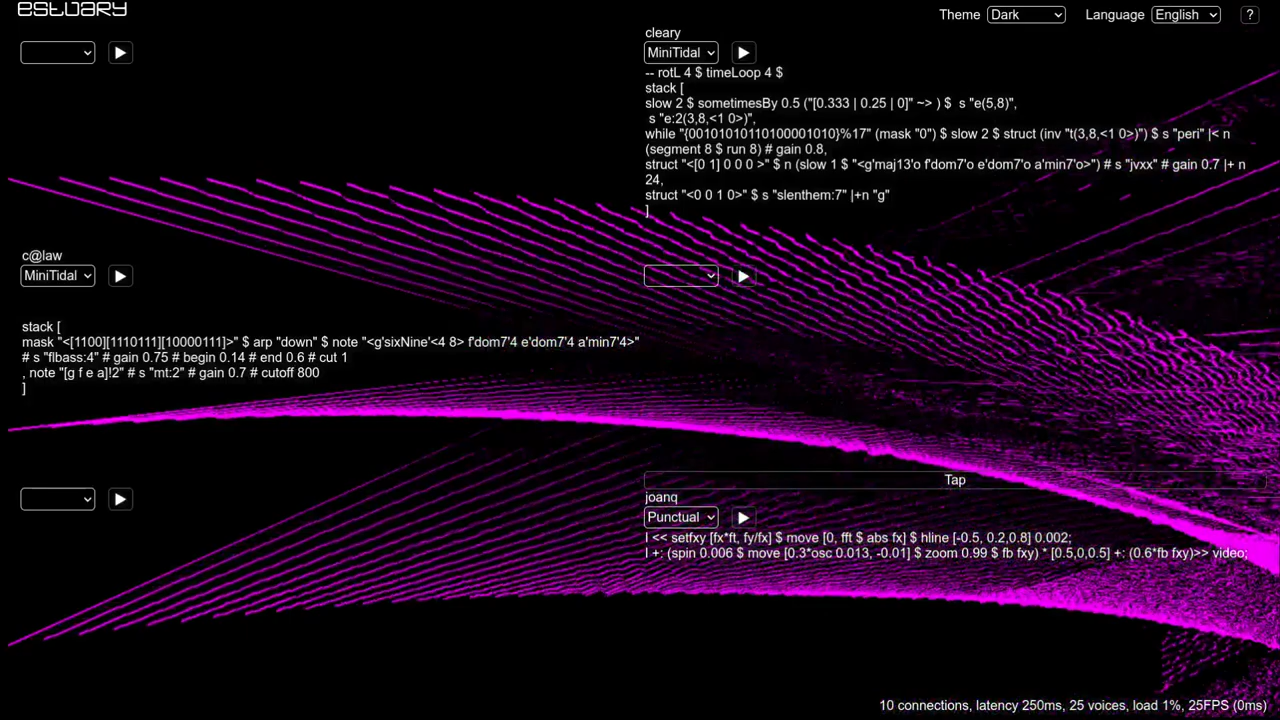 estuary
Theme Dark Language English ?
cleary
MiniTidal
-- rotL 4 $ timeLoop 4 $
stack [
slow 2 $ sometimesBy 0.5 ("[0.333 | 0.25 | 0]" ~> ) $  s "e(5,8)",
s "e:2(3,8,<1 0>)",
while "{00101010110100001010}%17" (mask "0") $ slow 2 $ struct (inv "t(3,8,<1 0>)") $ s "peri" |< n
(segment 8 $ run 8) # gain 0.8,
struct "<[0 1] 0 0 0 >" $ n (slow 1 $ "<g'maj13'o f'dom7'o e'dom7'o a'min7'o>") # s "jvxx" # gain 0.7 |+ n
24,
struct "<0 0 1 0>" $ s "slenthem:7" |+n "g"
]
c@law
MiniTidal
stack [
mask "<[1100][1110111][10000111]>" $ arp "down" $ note "<g'sixNine'<4 8> f'dom7'4 e'dom7'4 a'min7'4>"
# s "flbass:4" # gain 0.75 # begin 0.14 # end 0.6 # cut 1
, note "[g f e a]!2" # s "mt:2" # gain 0.7 # cutoff 800
]
Tap
joanq
Punctual
l << setfxy [fx*ft, fy/fx] $ move [0, fft $ abs fx] $ hline [-0.5, 0.2,0.8] 0.002;
l +: (spin 0.006 $ move [0.3*osc 0.013, -0.01] $ zoom 0.99 $ fb fxy) * [0.5,0,0.5] +: (0.6*fb fxy)>> video;
10 connections, latency 250ms, 25 voices, load 1%, 25FPS (0ms)